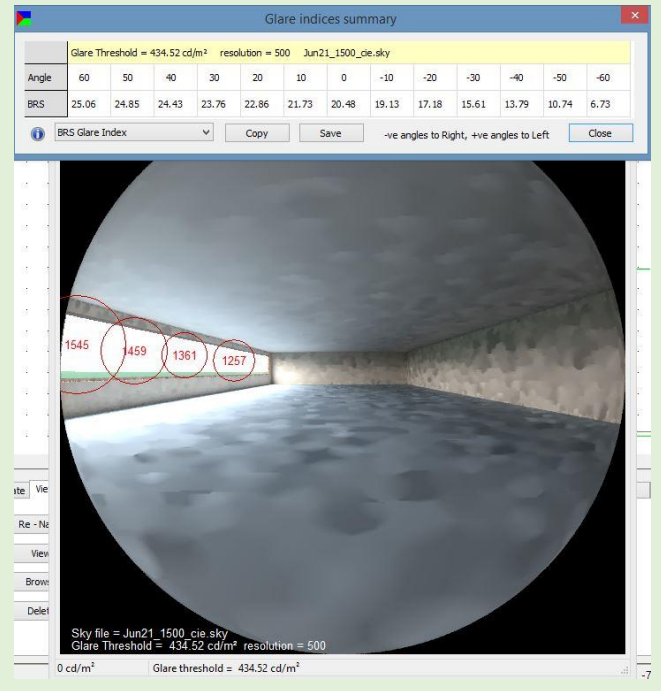 Glare indices summary
Glare Threshold = 434.52 cd/m² resolution = 500 Jun21_1500_cie.sky
Angle 60 50 40 30 20 10 0 -10 -20 -30 -40 -50 -60
BRS 25.06 24.85 24.43 23.76 22.86 21.73 20.48 19.13 17.18 15.61 13.79 10.74 6.73
BRS Glare Index Copy Save -ve angles to Right, +ve angles to Left Close
1545 1459 1361 1257
ate Vie
Re - Na
View
Brows
Delet
Sky file = Jun21_1500_cie.sky
Glare Threshold = 434.52 cd/m² resolution = 500
0 cd/m² Glare threshold = 434.52 cd/m²
-7